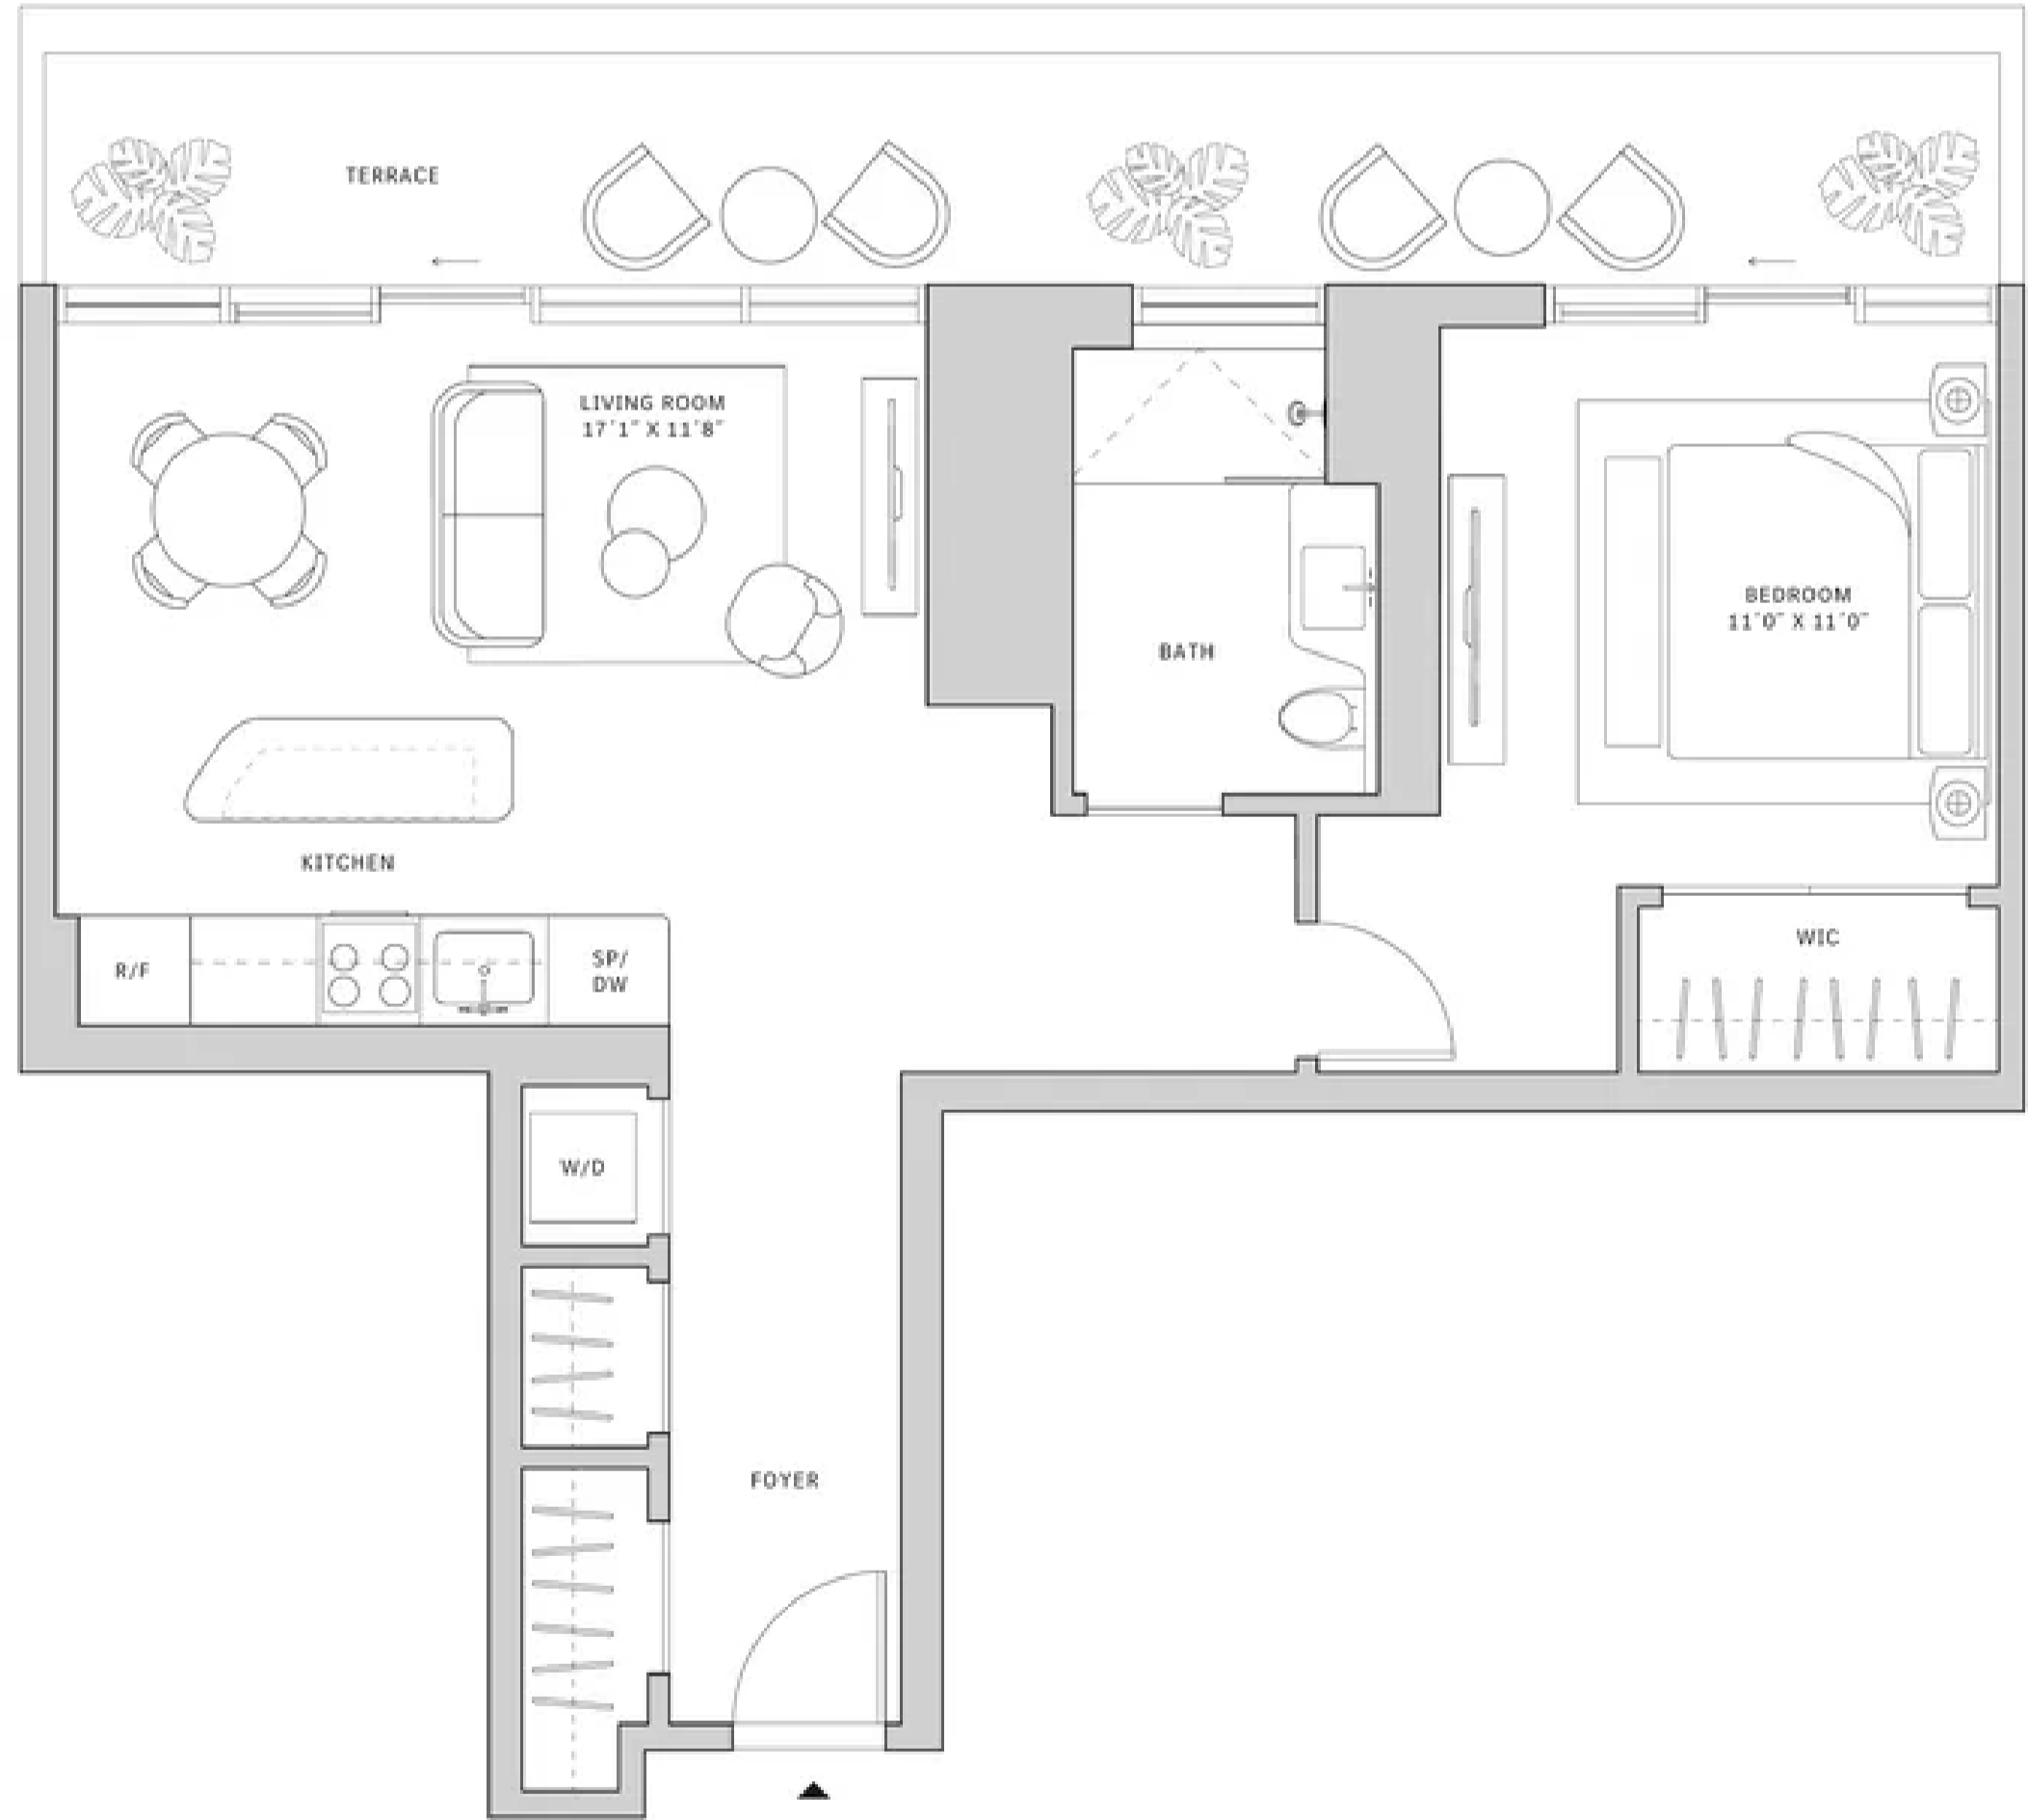 TERRACE
LIVING ROOM
17'1" X 11'8"
BEDROOM
11'0" X 11'0"
BATH
KITCHEN
WIC
R/F
SP/
DW
W/D
FOYER